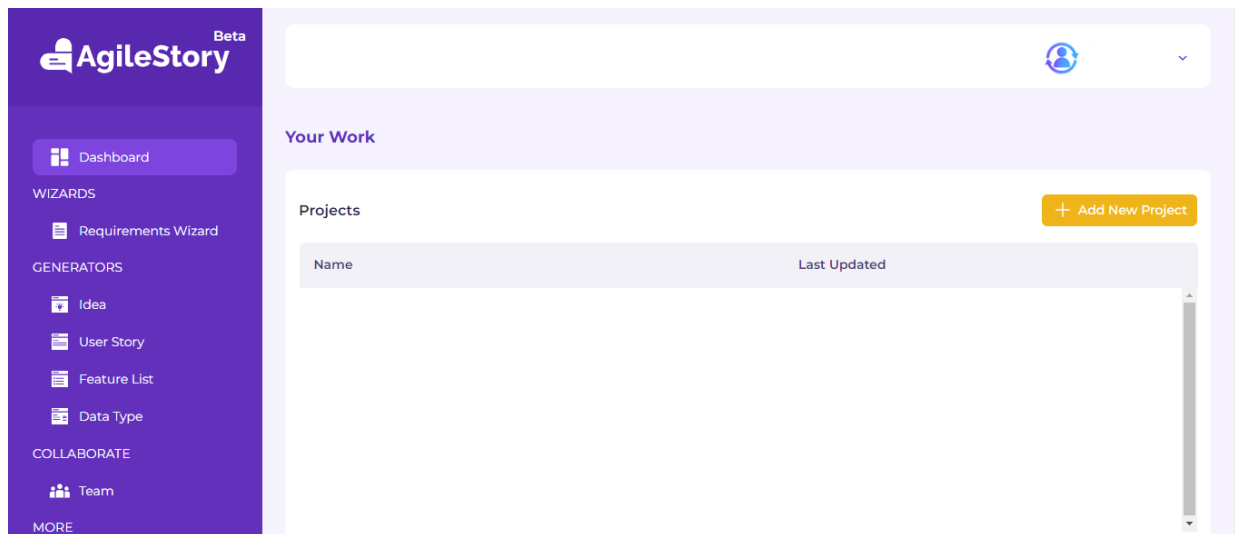 Beta
AgileStory
Dashboard
WIZARDS
Requirements Wizard
GENERATORS
Idea
User Story
Feature List
Data Type
COLLABORATE
Team
MORE
Your Work
Projects
Add New Project
Name Last Updated